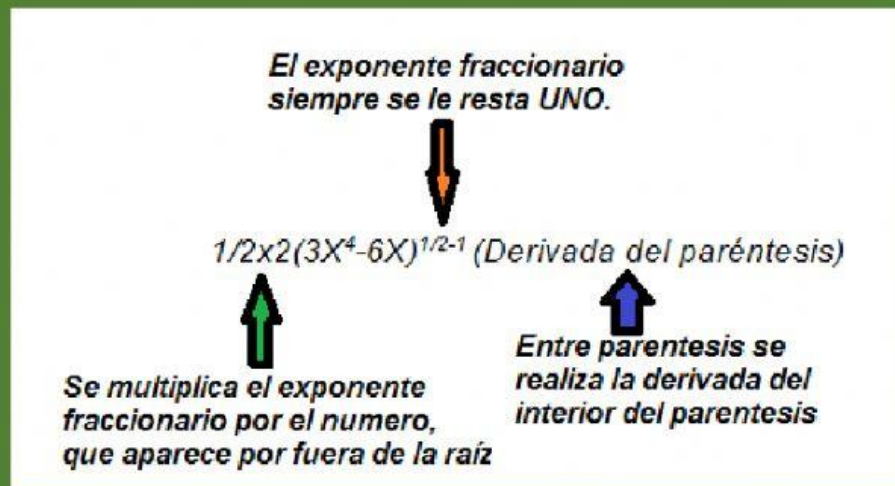 El exponente fraccionario
siempre se le resta UNO.
1/2x2(3X⁴-6X)¹/²⁻¹ (Derivada del paréntesis)
Se multiplica el exponente
fraccionario por el numero,
que aparece por fuera de la raíz
Entre parentesis se
realiza la derivada del
interior del parentesis